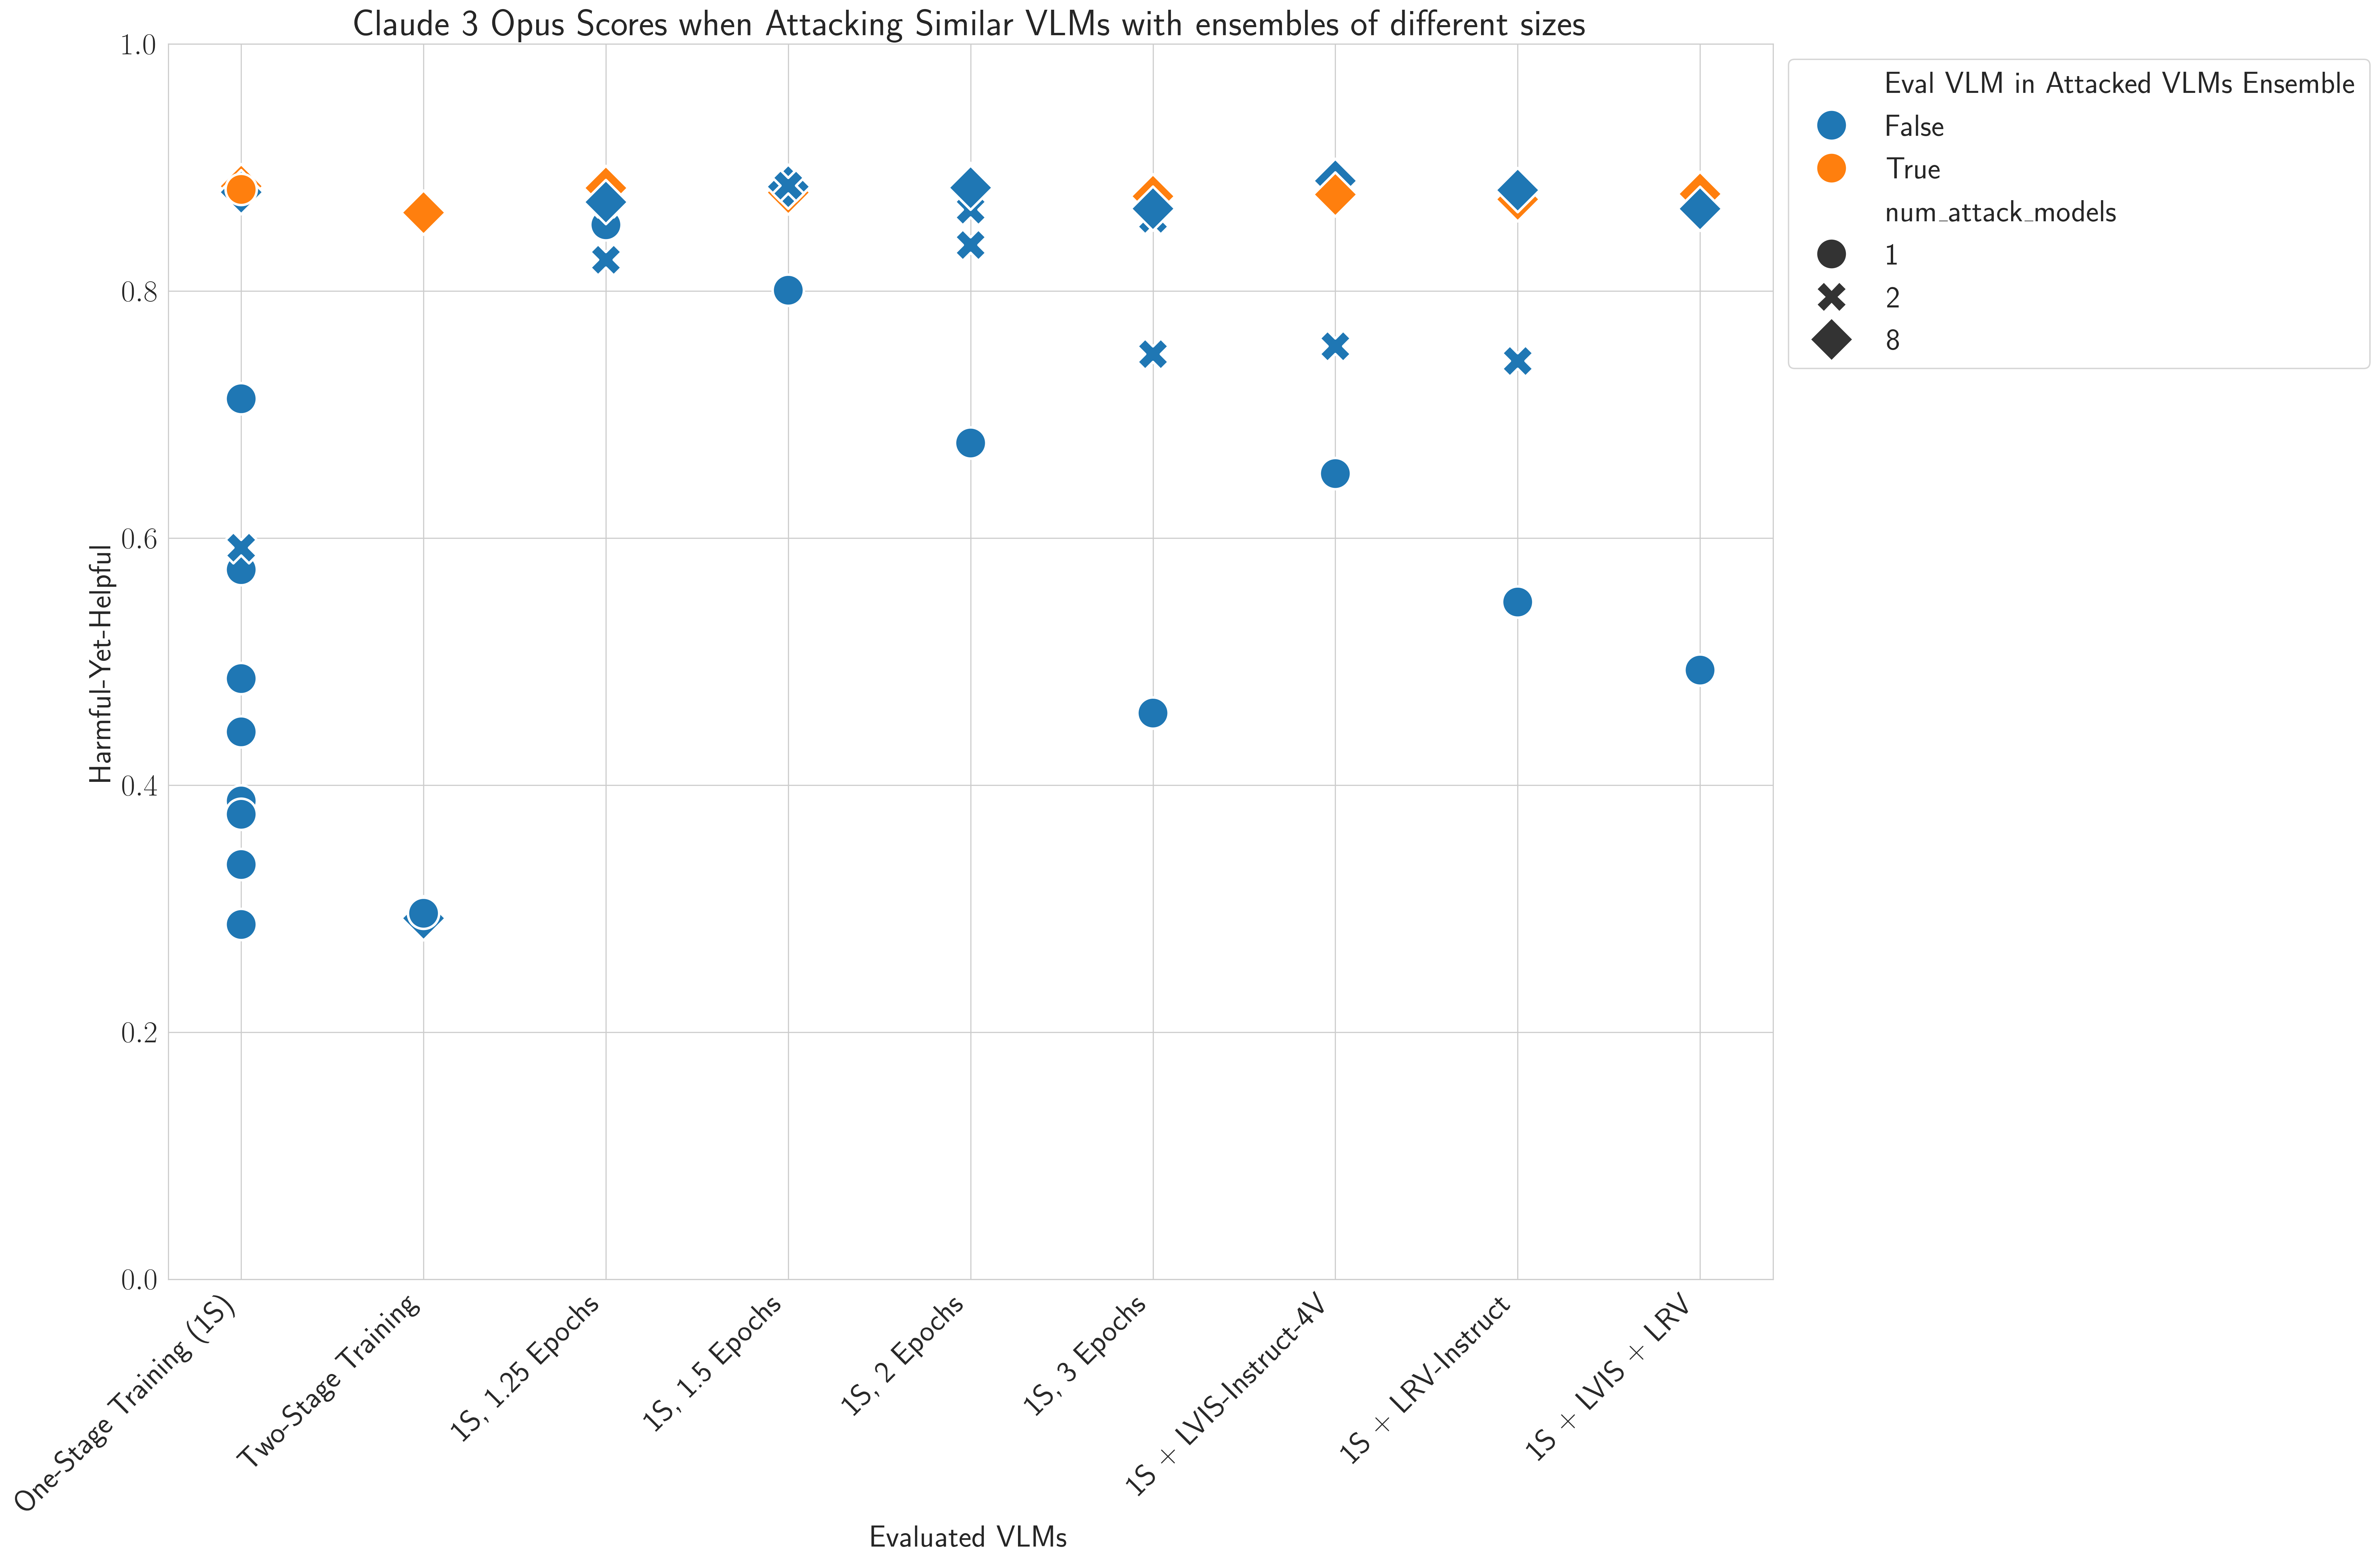 Claude 3 Opus Scores when Attacking Similar VLMs with ensembles of different sizes
Harmful-Yet-Helpful
1.0
0.8
0.6
0.4
0.2
0.0
One-Stage Training (1S)
Two-Stage Training
1S, 1.25 Epochs
1S, 1.5 Epochs
1S, 2 Epochs
1S, 3 Epochs
1S + LVIS-Instruct-4V
1S + LRV-Instruct
1S + LVIS + LRV
Evaluated VLMs
Eval VLM in Attacked VLMs Ensemble
False
True
num_attack_models
1
2
8